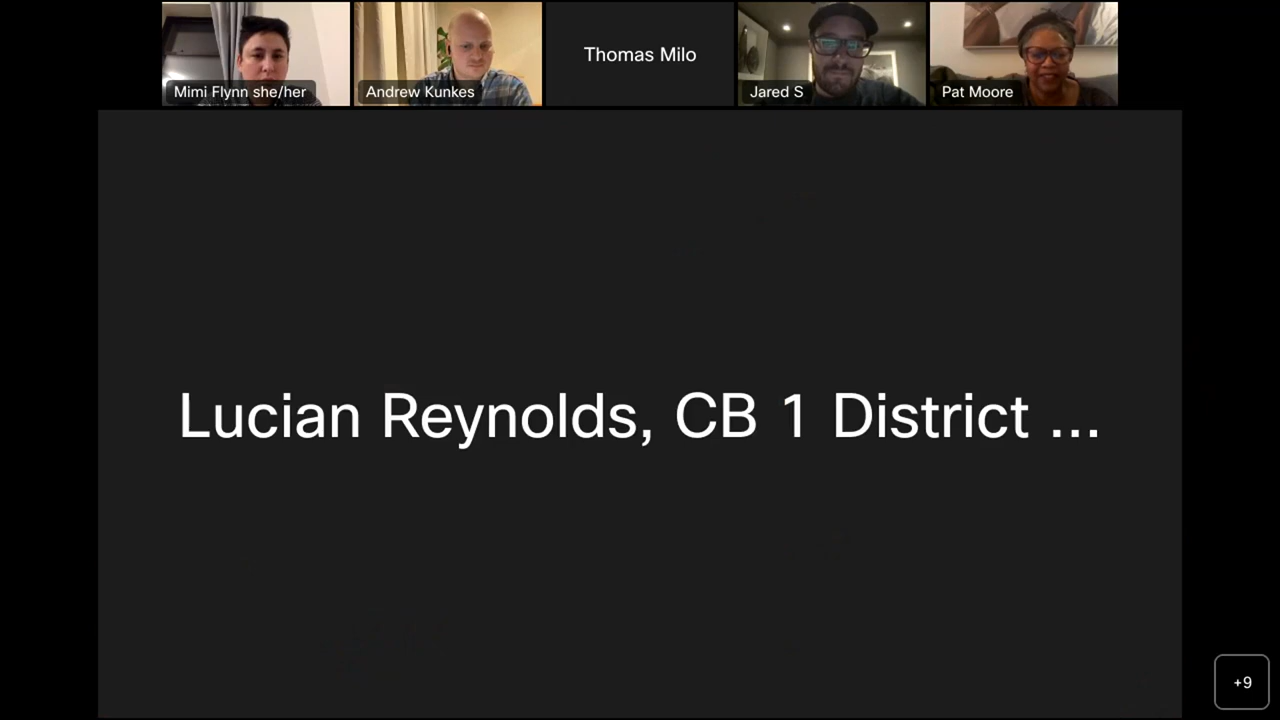 Mimi Flynn she/her
Andrew Kunkes
Thomas Milo
Jared S
Pat Moore
Lucian Reynolds, CB 1 District ...
+9